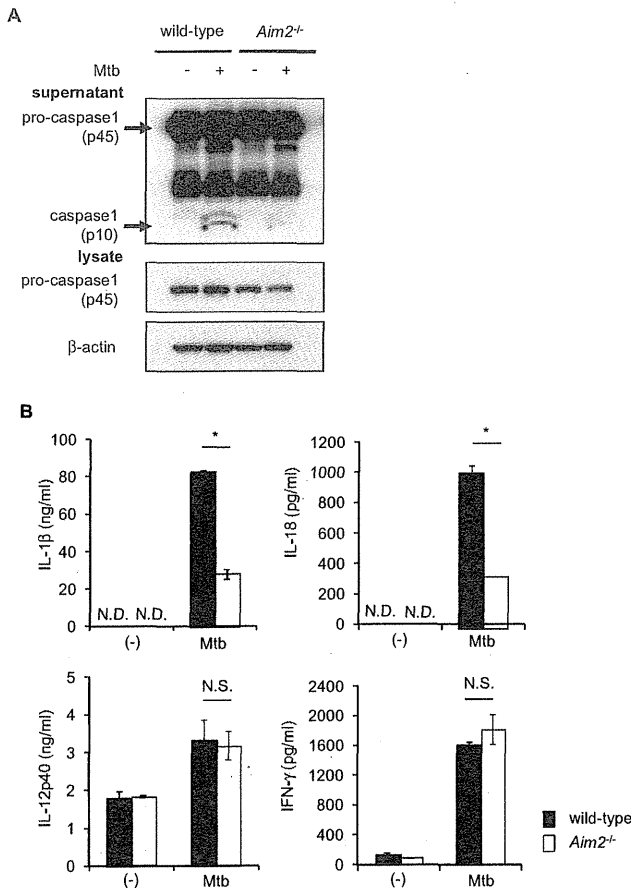 A
wild-type Aim2-/-
Mtb - + - +
supernatant
pro-caspase1
(p45)
caspase1
(p10)
lysate
pro-caspase1
(p45)
β-actin
B
IL-1β (ng/ml)
100
80
60
40
20
0
N.D. N.D.
*
(-) Mtb
IL-18 (pg/ml)
1200
1000
800
600
400
200
0
N.D. N.D.
*
(-) Mtb
IL-12p40 (ng/ml)
5
4
3
2
1
0
N.S.
(-) Mtb
IFN-γ (pg/ml)
2400
2000
1600
1200
800
400
0
N.S.
(-) Mtb
wild-type
Aim2-/-